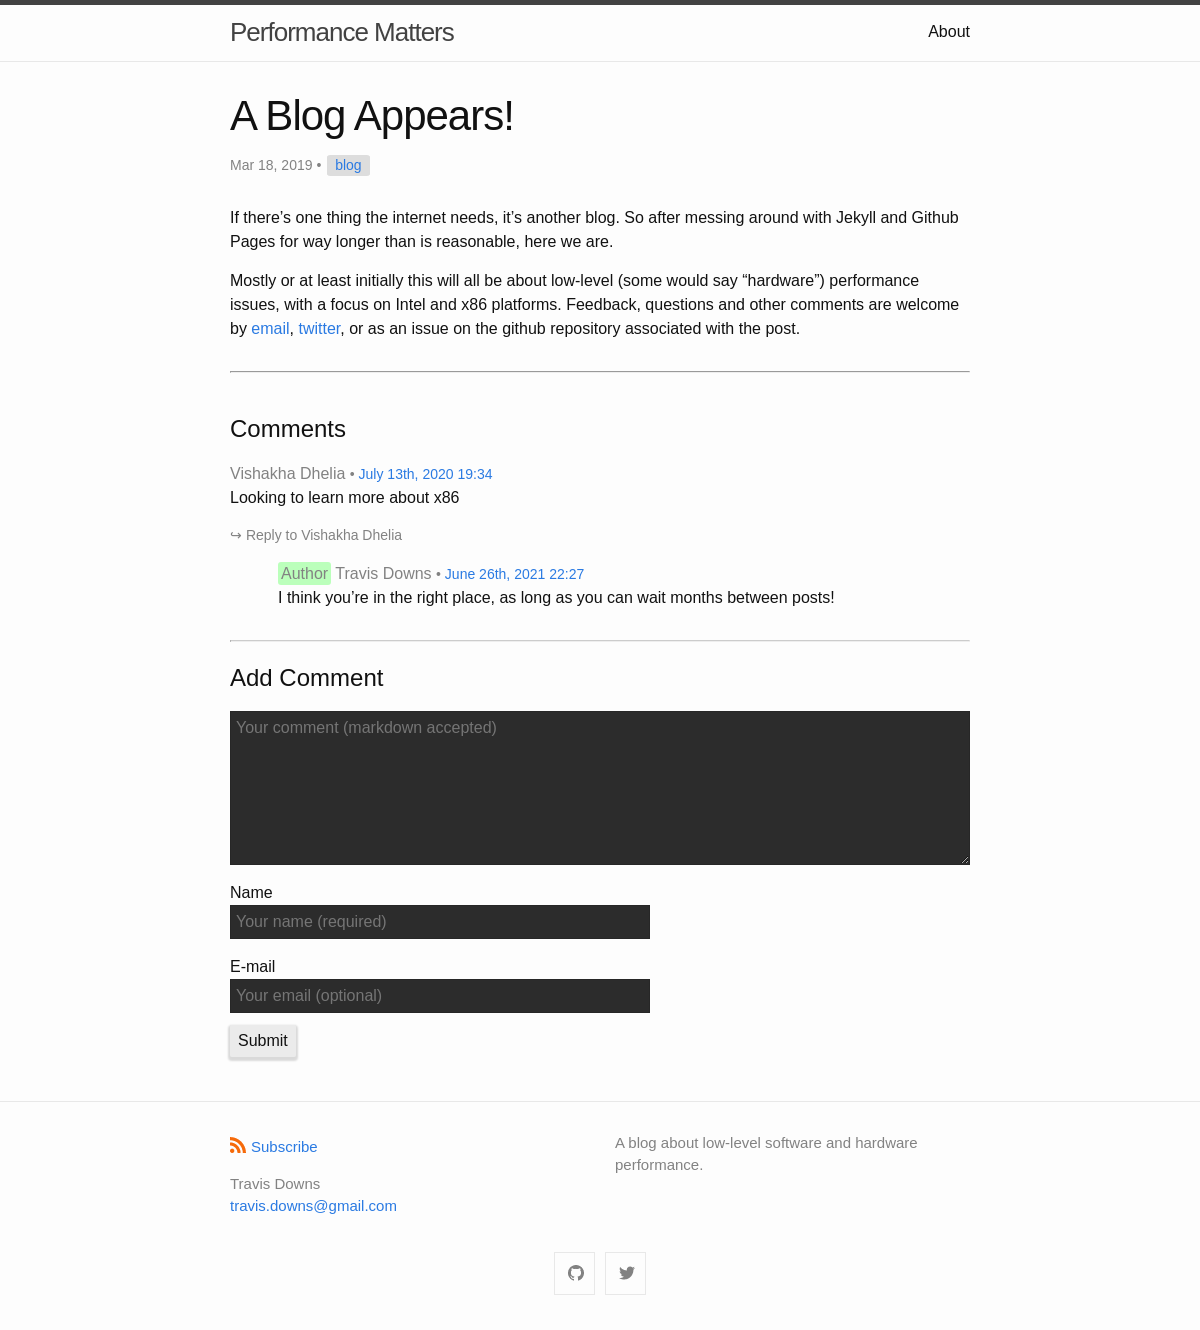 Performance Matters
About
A Blog Appears!
Mar 18, 2019 • blog
If there’s one thing the internet needs, it’s another blog. So after messing around with Jekyll and Github
Pages for way longer than is reasonable, here we are.
Mostly or at least initially this will all be about low-level (some would say “hardware”) performance
issues, with a focus on Intel and x86 platforms. Feedback, questions and other comments are welcome
by email, twitter, or as an issue on the github repository associated with the post.
Comments
Vishakha Dhelia • July 13th, 2020 19:34
Looking to learn more about x86
↪ Reply to Vishakha Dhelia
Author Travis Downs • June 26th, 2021 22:27
I think you’re in the right place, as long as you can wait months between posts!
Add Comment
Your comment (markdown accepted)
Name
Your name (required)
E-mail
Your email (optional)
Submit
Subscribe
Travis Downs
travis.downs@gmail.com
A blog about low-level software and hardware
performance.